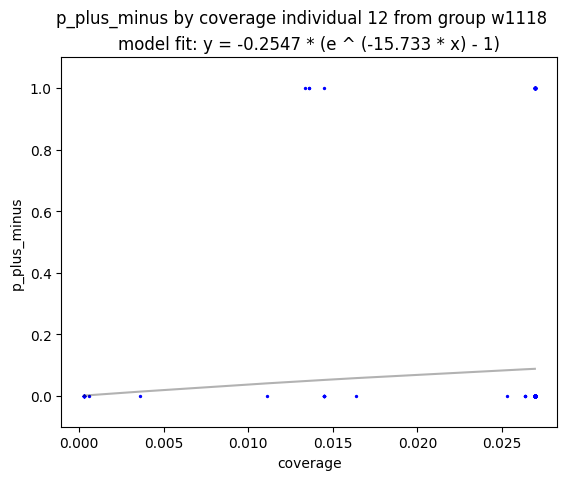 p_plus_minus by coverage individual 12 from group w1118
model fit: y = -0.2547 * (e ^ (-15.733 * x) - 1)
1.0
0.8
0.6
0.4
0.2
0.0
p_plus_minus
0.000 0.005 0.010 0.015 0.020 0.025
coverage